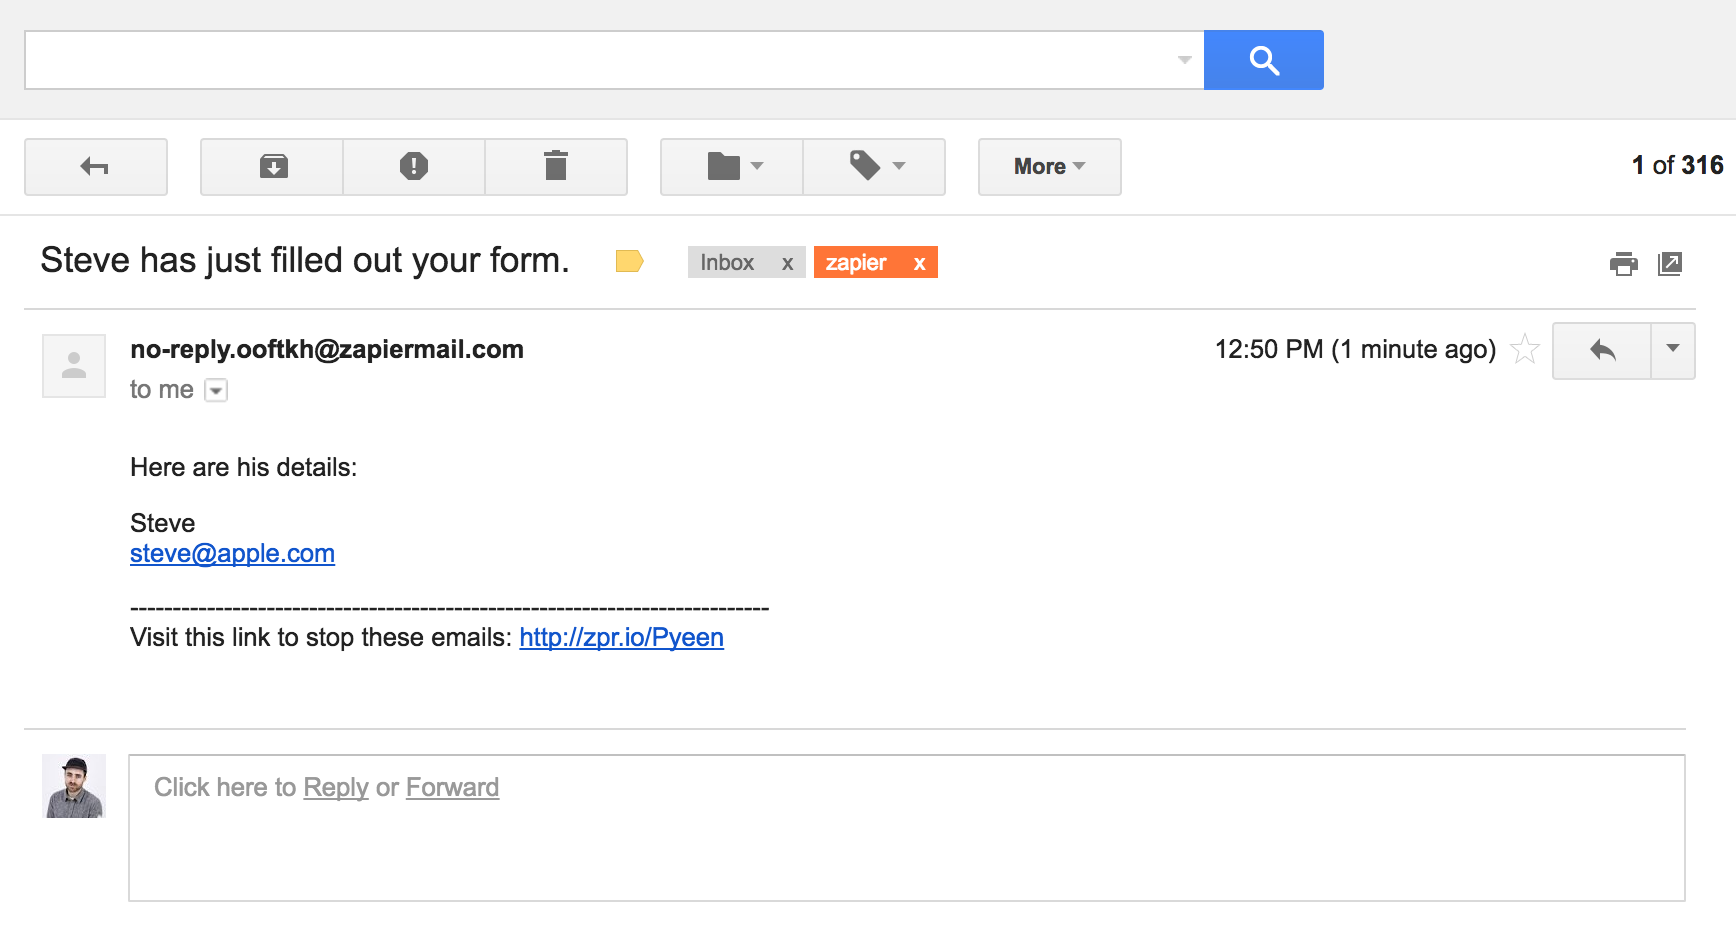 More
1 of 316
Steve has just filled out your form.
Inbox x
zapier x
no-reply.ooftkh@zapiermail.com
12:50 PM (1 minute ago)
to me
Here are his details:
Steve
steve@apple.com
-------------------------------------------------------------------------
Visit this link to stop these emails: http://zpr.io/Pyeen
Click here to Reply or Forward